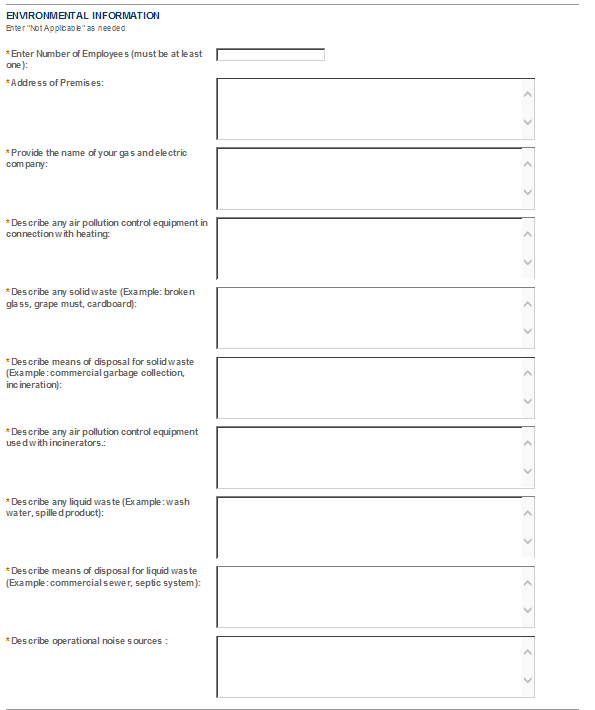 ENVIRONMENTAL INFORMATION
Enter "Not Applicable" as needed
*Enter Number of Employees (must be at least
one):
*Address of Premises:
*Provide the name of your gas and electric
company:
*Describe any air pollution control equipment in
connection with heating:
*Describe any solid waste (Example: broken
glass, grape must, cardboard):
*Describe means of disposal for solid waste
(Example: commercial garbage collection,
incineration):
*Describe any air pollution control equipment
used with incinerators.:
*Describe any liquid waste (Example: wash
water, spilled product):
*Describe means of disposal for liquid waste
(Example: commercial sewer, septic system):
*Describe operational noise sources :